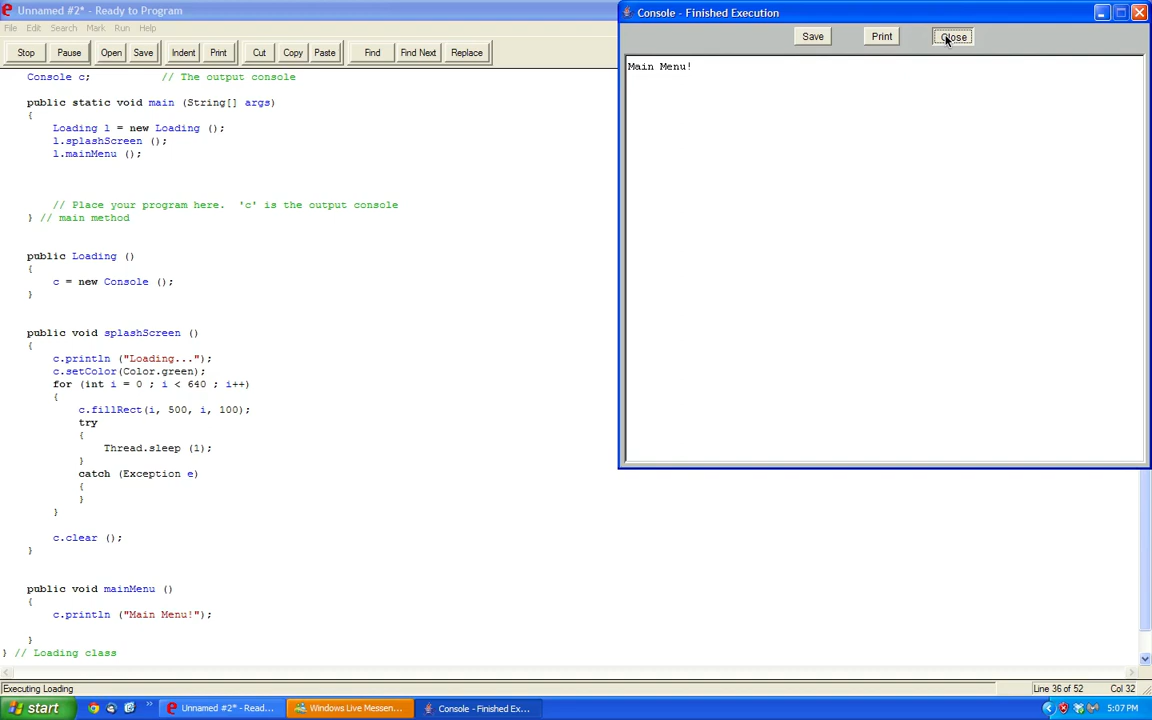 Unnamed #2* - Ready to Program
File Edit Search Mark Run Help
Stop Pause Open Save Indent Print Cut Copy Paste Find Find Next Replace
Console c; // The output console
public static void main (String[] args)
{
Loading l = new Loading ();
l.splashScreen ();
l.mainMenu ();
// Place your program here. 'c' is the output console
} // main method
public Loading ()
{
c = new Console ();
}
public void splashScreen ()
{
c.println ("Loading...");
c.setColor(Color.green);
for (int i = 0 ; i < 640 ; i++)
{
c.fillRect(i, 500, i, 100);
try
{
Thread.sleep (1);
}
catch (Exception e)
{
}
}
c.clear ();
}
public void mainMenu ()
{
c.println ("Main Menu!");
}
} // Loading class
Executing Loading
Line 36 of 52 Col 32
Console - Finished Execution
Save Print Close
Main Menu!
start
Unnamed #2* - Read...
Windows Live Messen...
Console - Finished Ex...
5:07 PM